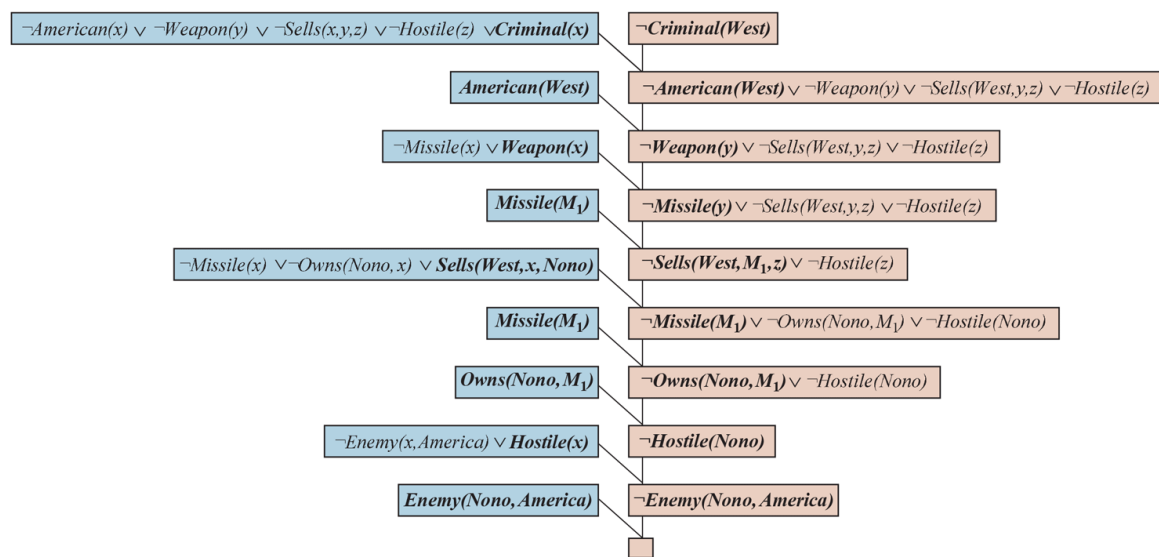 ¬American(x) ∨ ¬Weapon(y) ∨ ¬Sells(x,y,z) ∨ ¬Hostile(z) ∨ Criminal(x) ¬Criminal(West)
American(West) ¬American(West) ∨ ¬Weapon(y) ∨ ¬Sells(West,y,z) ∨ ¬Hostile(z)
¬Missile(x) ∨ Weapon(x) ¬Weapon(y) ∨ ¬Sells(West,y,z) ∨ ¬Hostile(z)
Missile(M₁) ¬Missile(y) ∨ ¬Sells(West,y,z) ∨ ¬Hostile(z)
¬Missile(x) ∨ ¬Owns(Nono,x) ∨ Sells(West,x,Nono) ¬Sells(West,M₁,z) ∨ ¬Hostile(z)
Missile(M₁) ¬Missile(M₁) ∨ ¬Owns(Nono,M₁) ∨ ¬Hostile(Nono)
Owns(Nono,M₁) ¬Owns(Nono,M₁) ∨ ¬Hostile(Nono)
¬Enemy(x,America) ∨ Hostile(x) ¬Hostile(Nono)
Enemy(Nono,America) ¬Enemy(Nono,America)